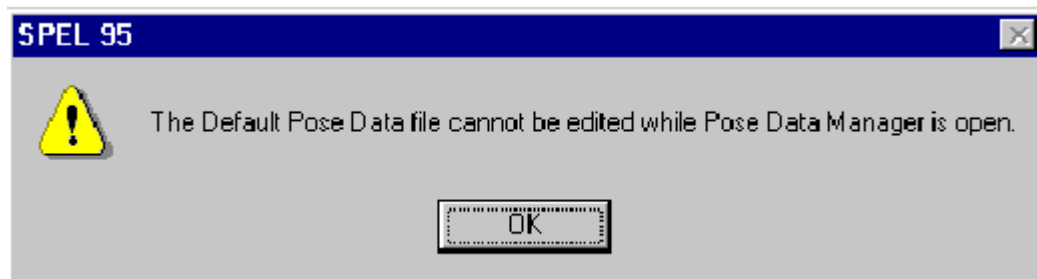 SPEL 95
The Default Pose Data file cannot be edited while Pose Data Manager is open.
OK